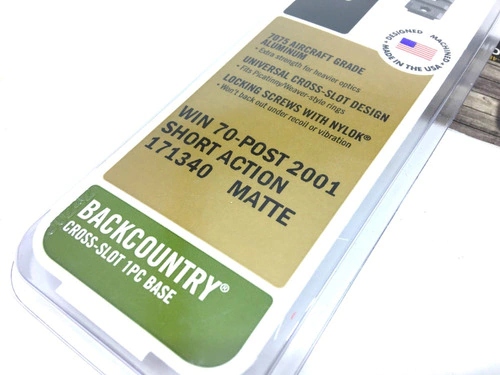 7075 AIRCRAFT GRADE
ALUMINUM
• Extra strength for heavier optics
UNIVERSAL CROSS-SLOT DESIGN
• Fits Picatinny/Weaver-style rings
LOCKING SCREWS WITH NYLOK®
• Won't back out under recoil or vibration
WIN 70-POST 2001
SHORT ACTION
171340 MATTE
BACKCOUNTRY®
CROSS-SLOT 1PC BASE
• DESIGNED • MACHINED •
MADE IN THE USA